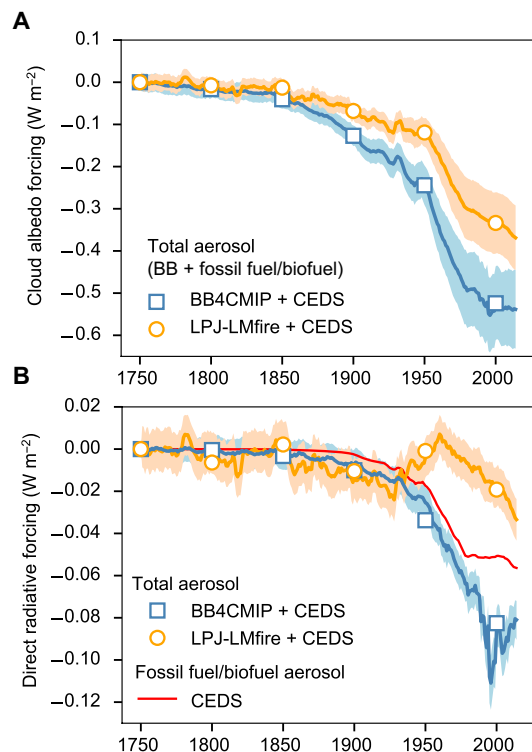 A
0.1
0.0
−0.1
−0.2
−0.3
−0.4
−0.5
−0.6
Cloud albedo forcing (W m−2)
Total aerosol
(BB + fossil fuel/biofuel)
BB4CMIP + CEDS
LPJ-LMfire + CEDS
1750 1800 1850 1900 1950 2000
B
0.02
0.00
−0.02
−0.04
−0.06
−0.08
−0.10
−0.12
Direct radiative forcing (W m−2)
Total aerosol
BB4CMIP + CEDS
LPJ-LMfire + CEDS
Fossil fuel/biofuel aerosol
CEDS
1750 1800 1850 1900 1950 2000